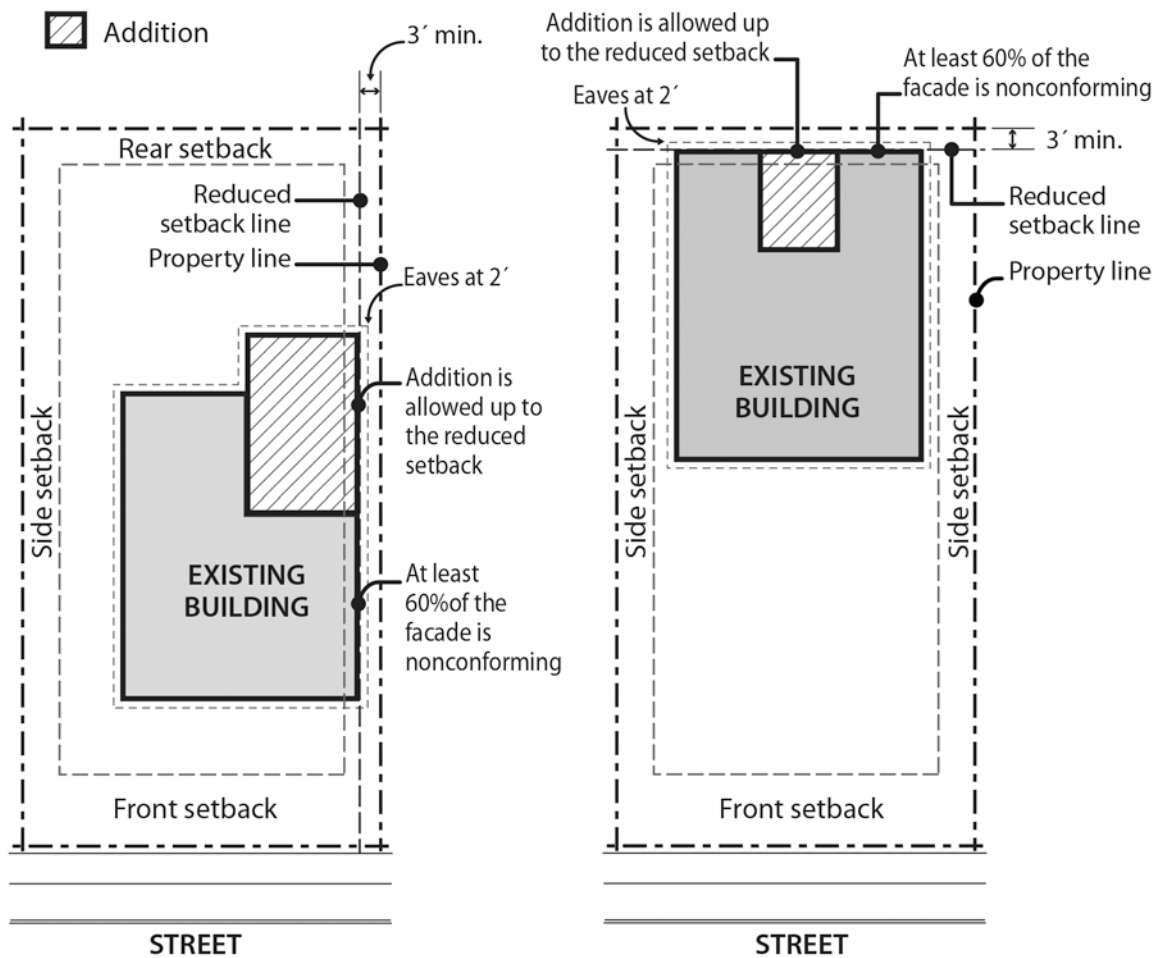 Addition
3´ min.
Rear setback
Reduced
setback line
Property line
Eaves at 2´
Addition is
allowed up to
the reduced
setback
Side setback
EXISTING
BUILDING
At least
60%of the
facade is
nonconforming
Front setback
STREET
Addition is allowed up
to the reduced setback
At least 60% of the
facade is nonconforming
Eaves at 2´
3´ min.
Reduced
setback line
Property line
EXISTING
BUILDING
Side setback
Side setback
Front setback
STREET